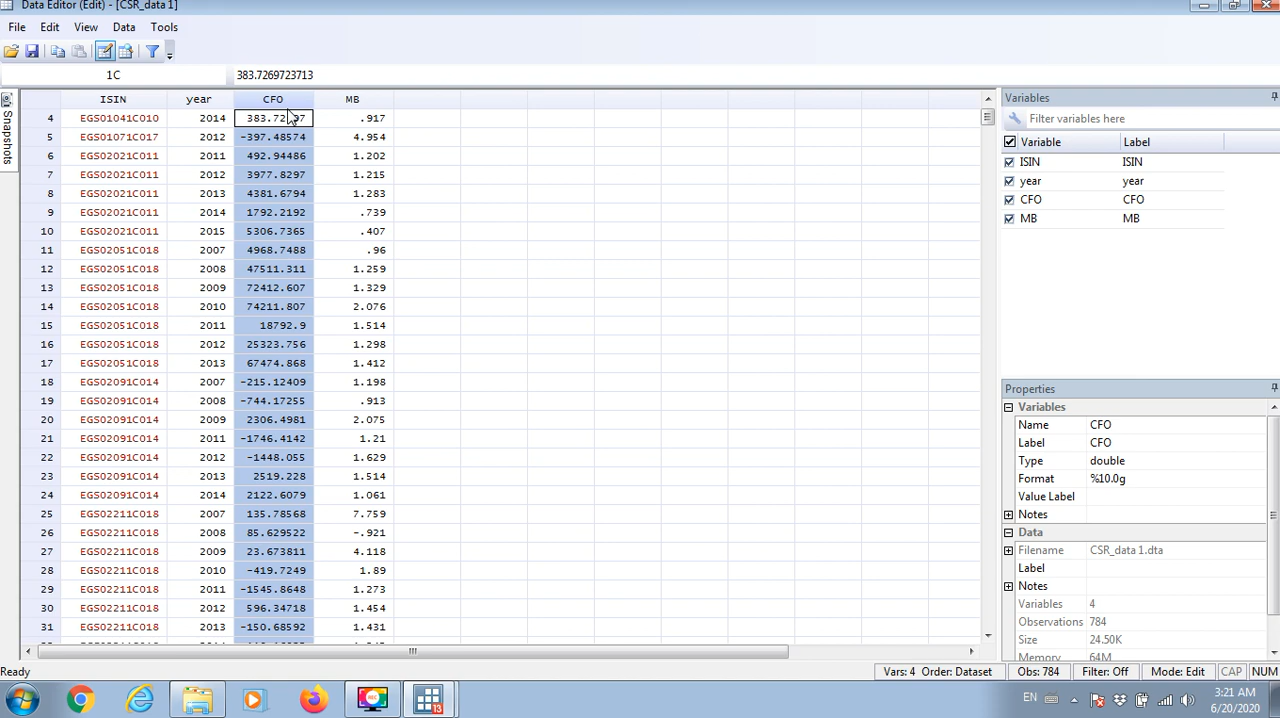 Data Editor (Edit) - [CSR_data 1]
File Edit View Data Tools
1C 383.7269723713
Snapshots
ISIN year CFO MB
4 EGS01041C010 2014 .917
5 EGS01071C017 2012 -397.48574 4.954
6 EGS02021C011 2011 492.94486 1.202
7 EGS02021C011 2012 3977.8297 1.215
8 EGS02021C011 2013 4381.6794 1.283
9 EGS02021C011 2014 1792.2192 .739
10 EGS02021C011 2015 5306.7365 .407
11 EGS02051C018 2007 4968.7488 .96
12 EGS02051C018 2008 47511.311 1.259
13 EGS02051C018 2009 72412.607 1.329
14 EGS02051C018 2010 74211.807 2.076
15 EGS02051C018 2011 18792.9 1.514
16 EGS02051C018 2012 25323.756 1.298
17 EGS02051C018 2013 67474.868 1.412
18 EGS02091C014 2007 -215.12409 1.198
19 EGS02091C014 2008 -744.17255 .913
20 EGS02091C014 2009 2306.4981 2.075
21 EGS02091C014 2011 -1746.4142 1.21
22 EGS02091C014 2012 -1448.055 1.629
23 EGS02091C014 2013 2519.228 1.514
24 EGS02091C014 2014 2122.6079 1.061
25 EGS02211C018 2007 135.78568 7.759
26 EGS02211C018 2008 85.629522 -.921
27 EGS02211C018 2009 23.673811 4.118
28 EGS02211C018 2010 -419.7249 1.89
29 EGS02211C018 2011 -1545.8648 1.273
30 EGS02211C018 2012 596.34718 1.454
31 EGS02211C018 2013 -150.68592 1.431
Variables
Filter variables here
Variable Label
ISIN ISIN
year year
CFO CFO
MB MB
Properties
Variables
Name CFO
Label CFO
Type double
Format %10.0g
Value Label
Notes
Data
Filename CSR_data 1.dta
Label
Notes
Variables 4
Observations 784
Size 24.50K
Memory 64M
Ready Vars: 4 Order: Dataset Obs: 784 Filter: Off Mode: Edit CAP NUM
13
EN
3:21 AM
6/20/2020